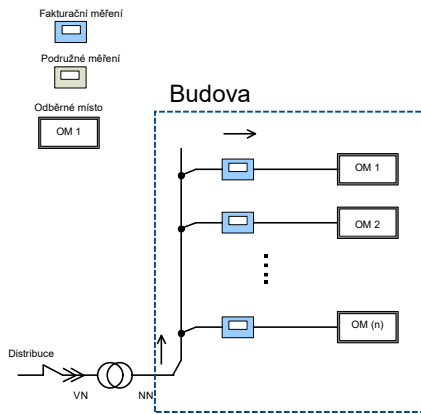 Fakturační měření
Podružné měření
Odběrné místo
OM 1
Budova
OM 1
OM 2
OM (n)
Distribuce
VN
NN